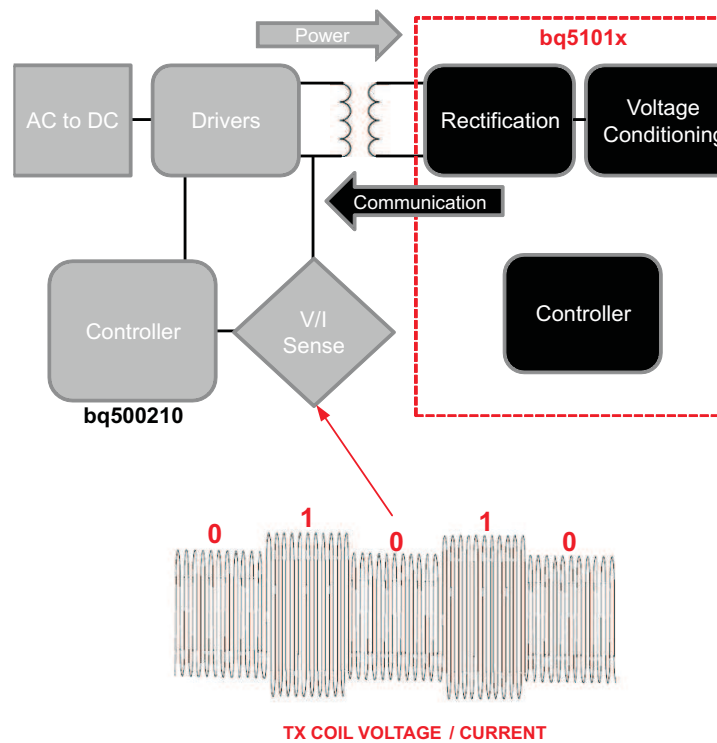 Power
bq5101x
AC to DC
Drivers
Rectification
Voltage
Conditioning
Communication
Controller
V/I
Sense
Controller
bq500210
0
1
0
1
0
TX COIL VOLTAGE / CURRENT